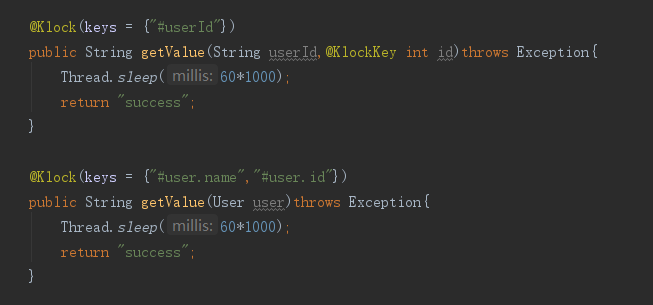 @Klock(keys = {"#userId"})
public String getValue(String userId,@KlockKey int id)throws Exception{
Thread.sleep( millis: 60*1000);
return "success";
}
@Klock(keys = {"#user.name","#user.id"})
public String getValue(User user)throws Exception{
Thread.sleep( millis: 60*1000);
return "success";
}